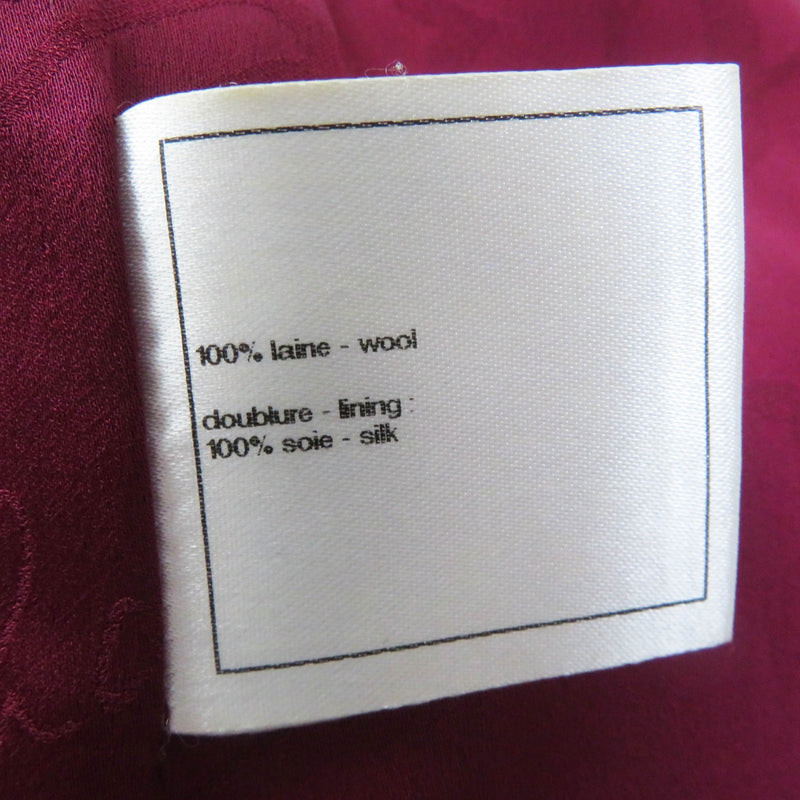 100% laine - wool
doublure - lining :
100% soie - silk